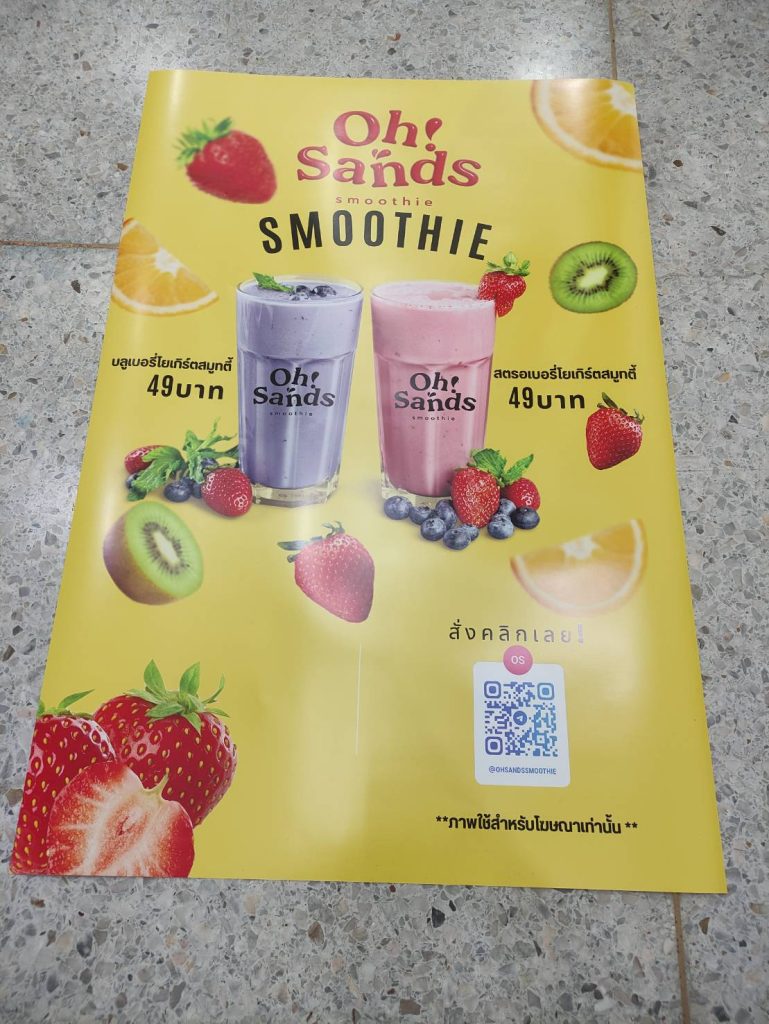 Oh!
Sands
smoothie
SMOOTHIE
บลูเบอรี่โยเกิร์ตสมูทตี้
49บาท
Oh!
Sands
smoothie
Oh!
Sands
smoothie
สตรอเบอรี่โยเกิร์ตสมูทตี้
49บาท
สั่งคลิกเลย!
OS
@OHSANDSSMOOTHIE
**ภาพใช้สำหรับโฆษณาเท่านั้น **